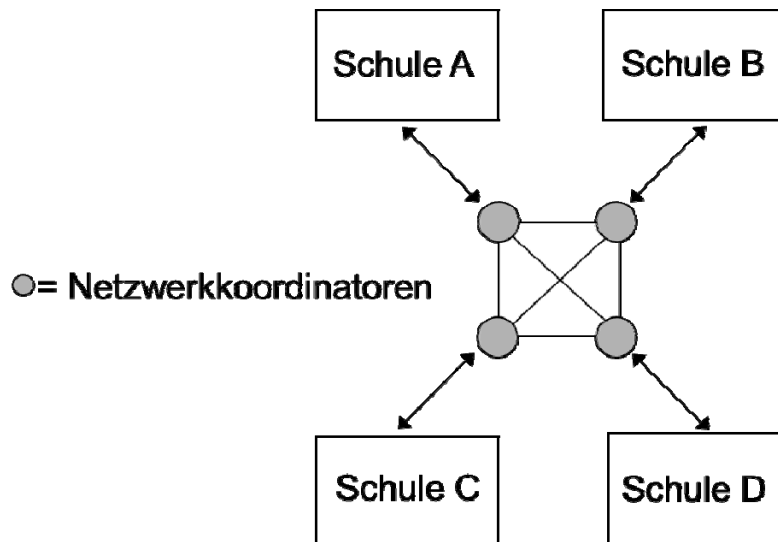 Schule A
Schule B
= Netzwerkkoordinatoren
Schule C
Schule D